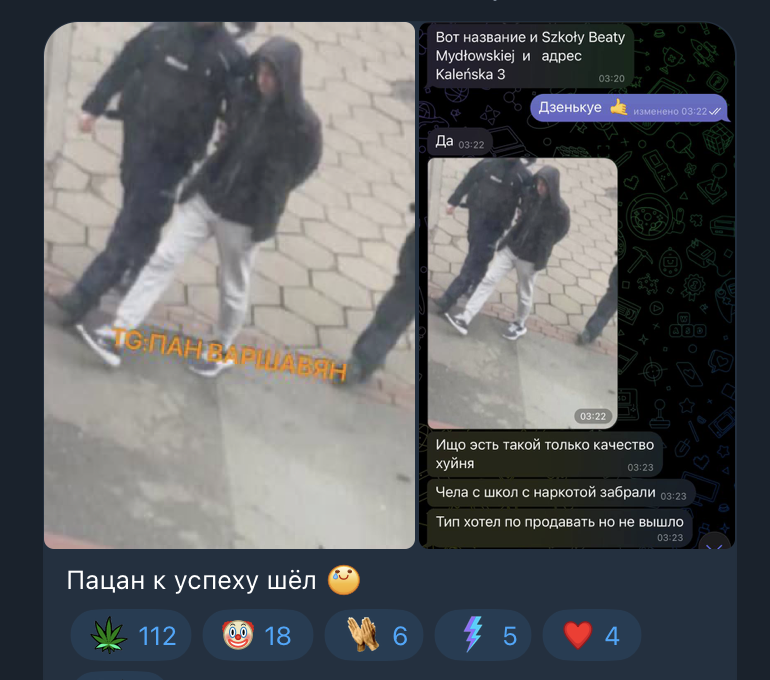 TG:ПАН ВАРШАВЯН
Вот название и Szkoły Beaty
Mydłowskiej и адрес
Kaleńska 3
03:20
Дзенькуе 🤙 изменено 03:22
Да 03:22
03:22
Ищо эсть такой только качество
хуйня
03:23
Чела с школ с наркотой забрали 03:23
Тип хотел по продавать но не вышло
03:23
Пацан к успеху шёл 🥲
112 18 6 5 4